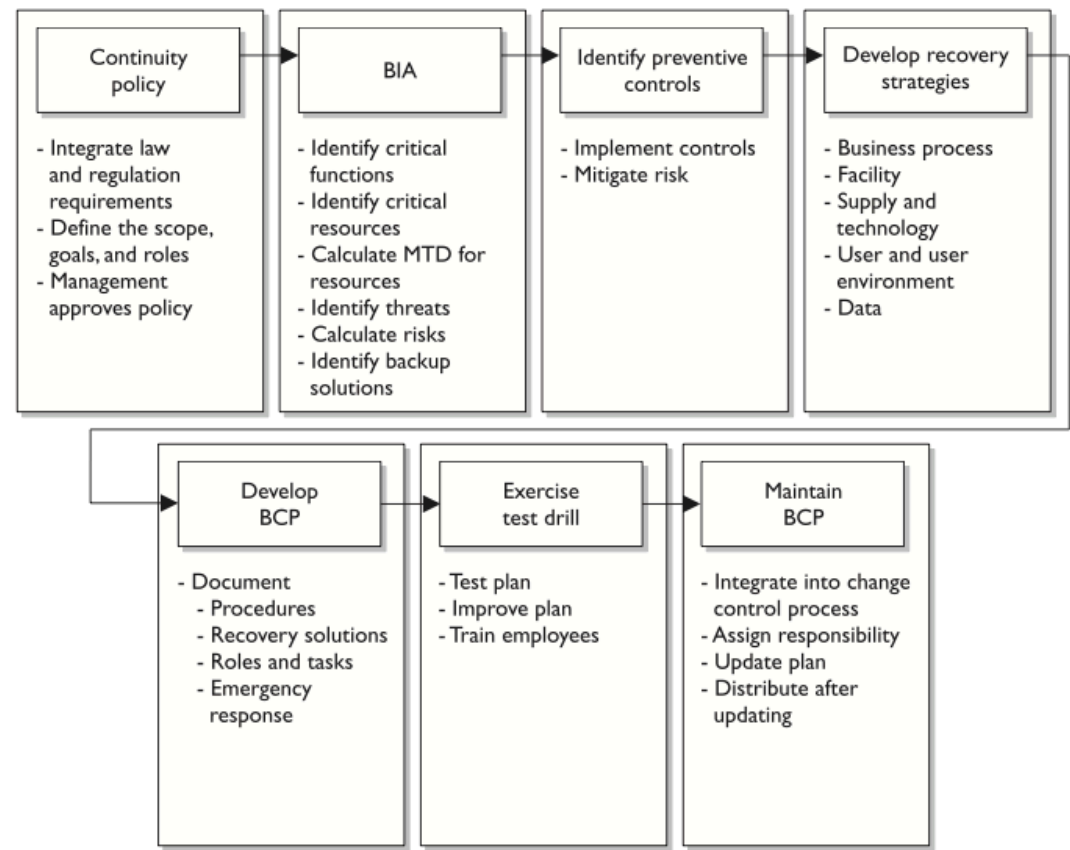 Continuity
policy
- Integrate law
and regulation
requirements
- Define the scope,
goals, and roles
- Management
approves policy
BIA
- Identify critical
functions
- Identify critical
resources
- Calculate MTD for
resources
- Identify threats
- Calculate risks
- Identify backup
solutions
Identify preventive
controls
- Implement controls
- Mitigate risk
Develop recovery
strategies
- Business process
- Facility
- Supply and
technology
- User and user
environment
- Data
Develop
BCP
- Document
- Procedures
- Recovery solutions
- Roles and tasks
- Emergency
response
Exercise
test drill
- Test plan
- Improve plan
- Train employees
Maintain
BCP
- Integrate into change
control process
- Assign responsibility
- Update plan
- Distribute after
updating